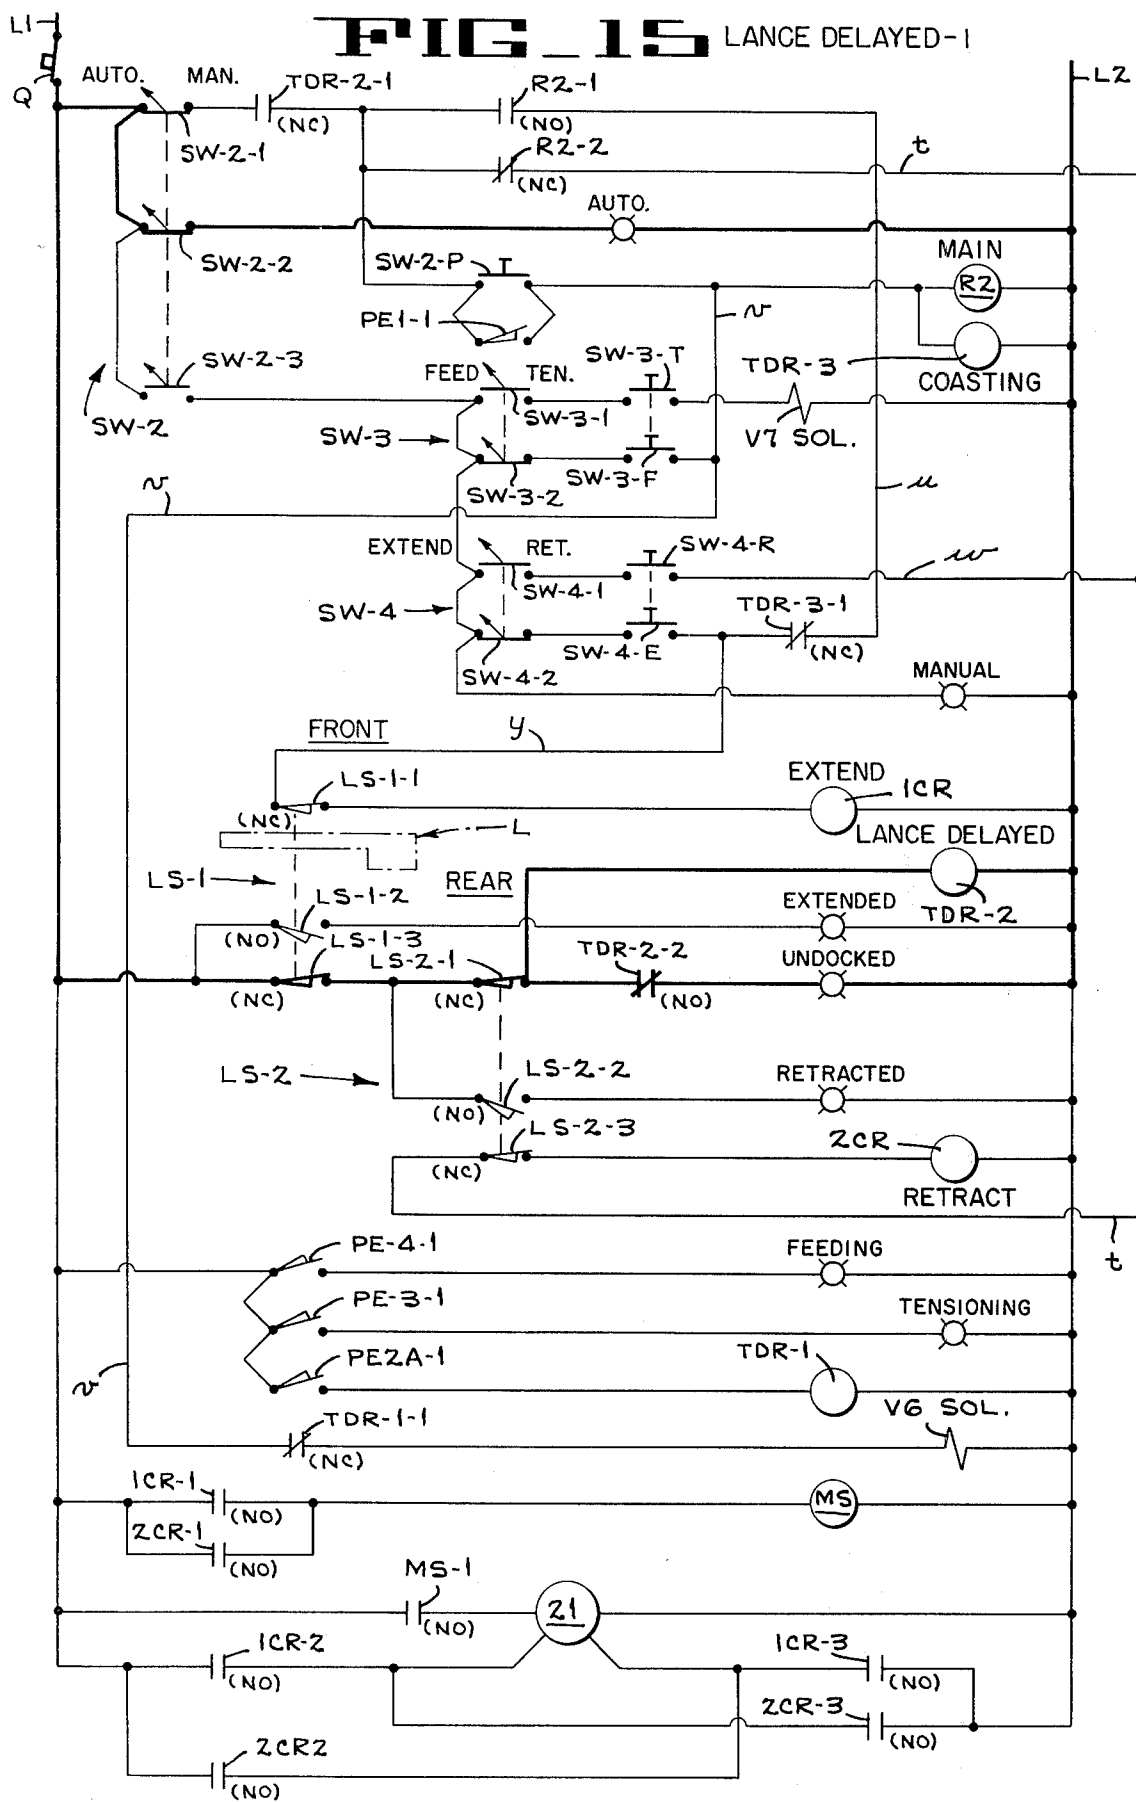 L1
FIG_15 LANCE DELAYED-1
Q
AUTO. MAN. TDR-2-1 R2-1 L2
(NC) (NO)
SW-2-1 R2-2 t
(NC)
AUTO.
SW-2-2 SW-2-P MAIN
R2
PE1-1 v
SW-2-3 FEED TEN. SW-3-T TDR-3
COASTING
SW-2 SW-3-1
SW-3 V7 SOL.
SW-3-F
v SW-3-2 u
EXTEND RET. SW-4-R w
SW-4-1
SW-4 TDR-3-1
SW-4-E (NC)
SW-4-2 MANUAL
FRONT y
LS-1-1 EXTEND 1CR
(NC)
L LANCE DELAYED
LS-1 REAR
LS-1-2 EXTENDED TDR-2
(NO) LS-1-3 TDR-2-2
LS-2-1 UNDOCKED
(NC) (NC) (NO)
LS-2 LS-2-2 RETRACTED
(NO)
LS-2-3 2CR
(NC)
RETRACT
t
PE-4-1 FEEDING
PE-3-1 TENSIONING
PE2A-1 TDR-1
v
TDR-1-1 V6 SOL.
(NC)
1CR-1
(NO) MS
2CR-1
(NO)
MS-1
(NO) 21
1CR-2 1CR-3
(NO) (NO)
2CR-3
(NO)
2CR2
(NO)